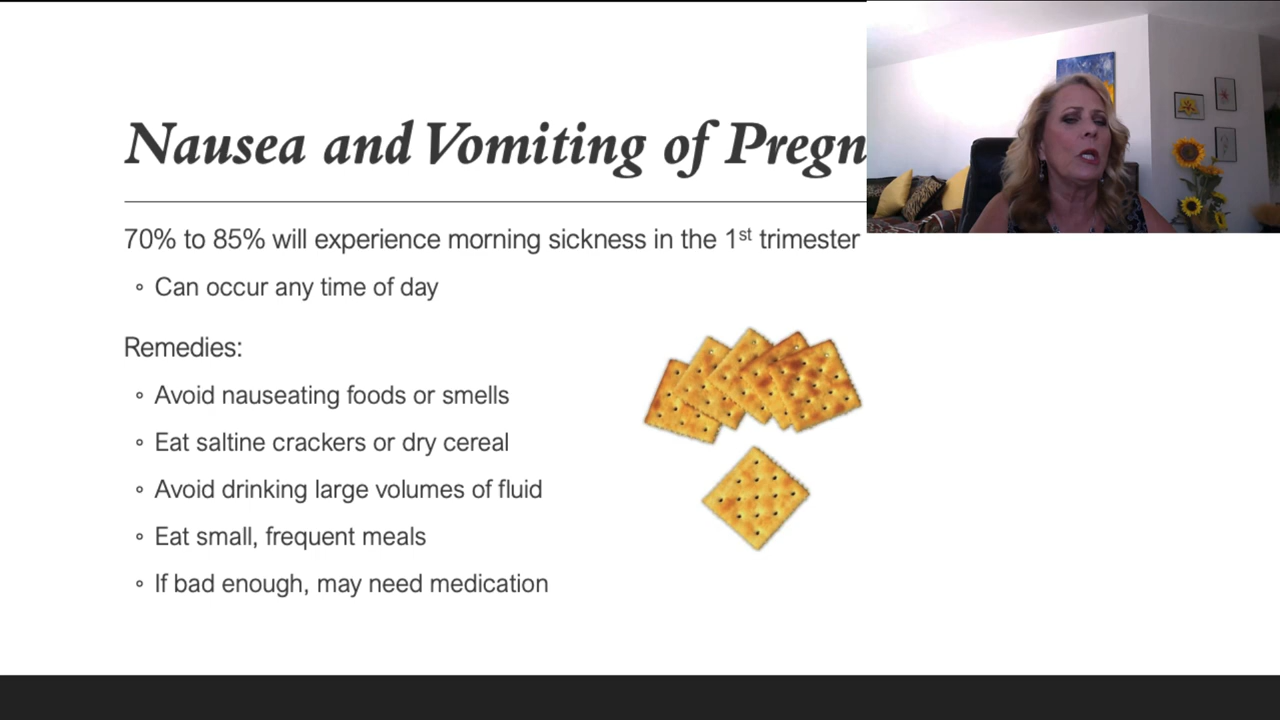 Nausea and Vomiting of Pregn
70% to 85% will experience morning sickness in the 1st trimester
◦ Can occur any time of day
Remedies:
◦ Avoid nauseating foods or smells
◦ Eat saltine crackers or dry cereal
◦ Avoid drinking large volumes of fluid
◦ Eat small, frequent meals
◦ If bad enough, may need medication